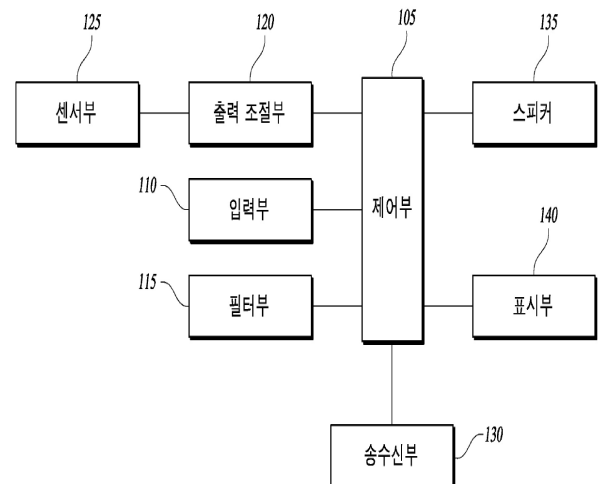 125
120
105
135
센서부
출력 조절부
제어부
스피커
110
입력부
140
115
필터부
표시부
송수신부
130